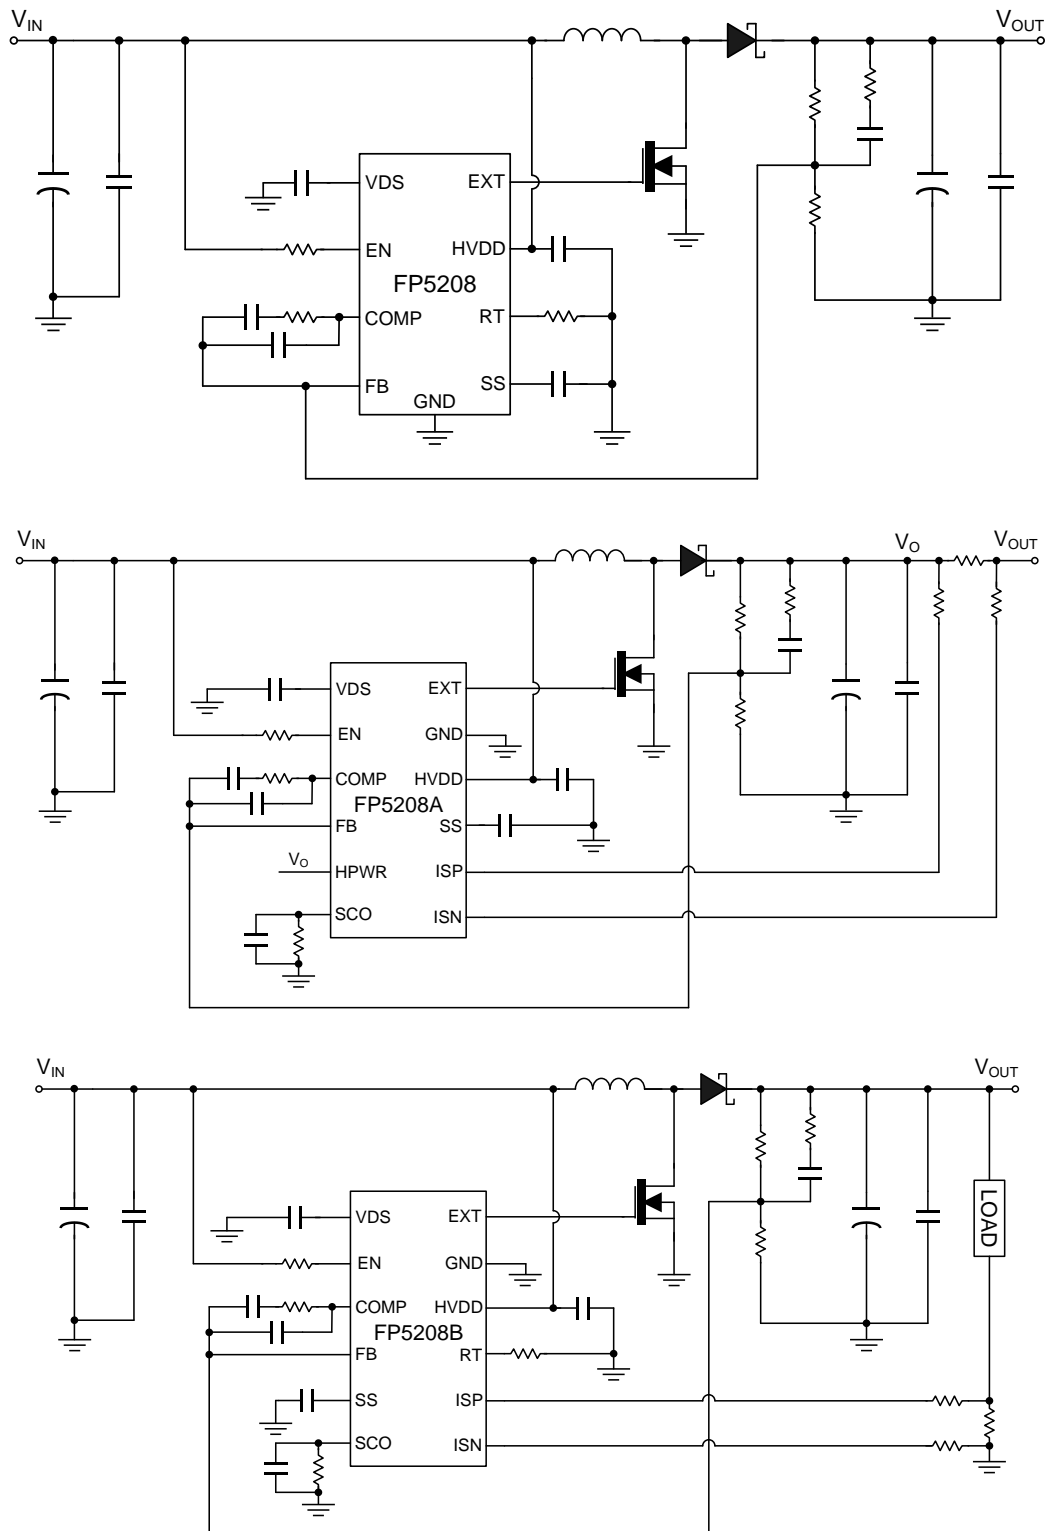 VIN
VOUT
VDS
EXT
EN
HVDD
FP5208
COMP
RT
FB
SS
GND
VIN
VO
VOUT
VDS
EXT
EN
GND
COMP
HVDD
FP5208A
FB
SS
VO
HPWR
ISP
SCO
ISN
VIN
VOUT
VDS
EXT
LOAD
EN
GND
COMP
HVDD
FP5208B
FB
RT
SS
ISP
SCO
ISN